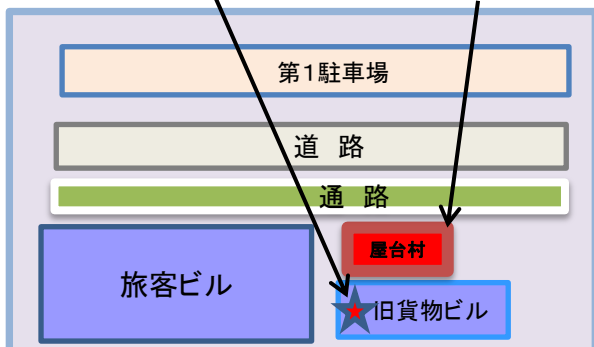 第1駐車場
道 路
通 路
屋台村
旅客ビル
旧貨物ビル